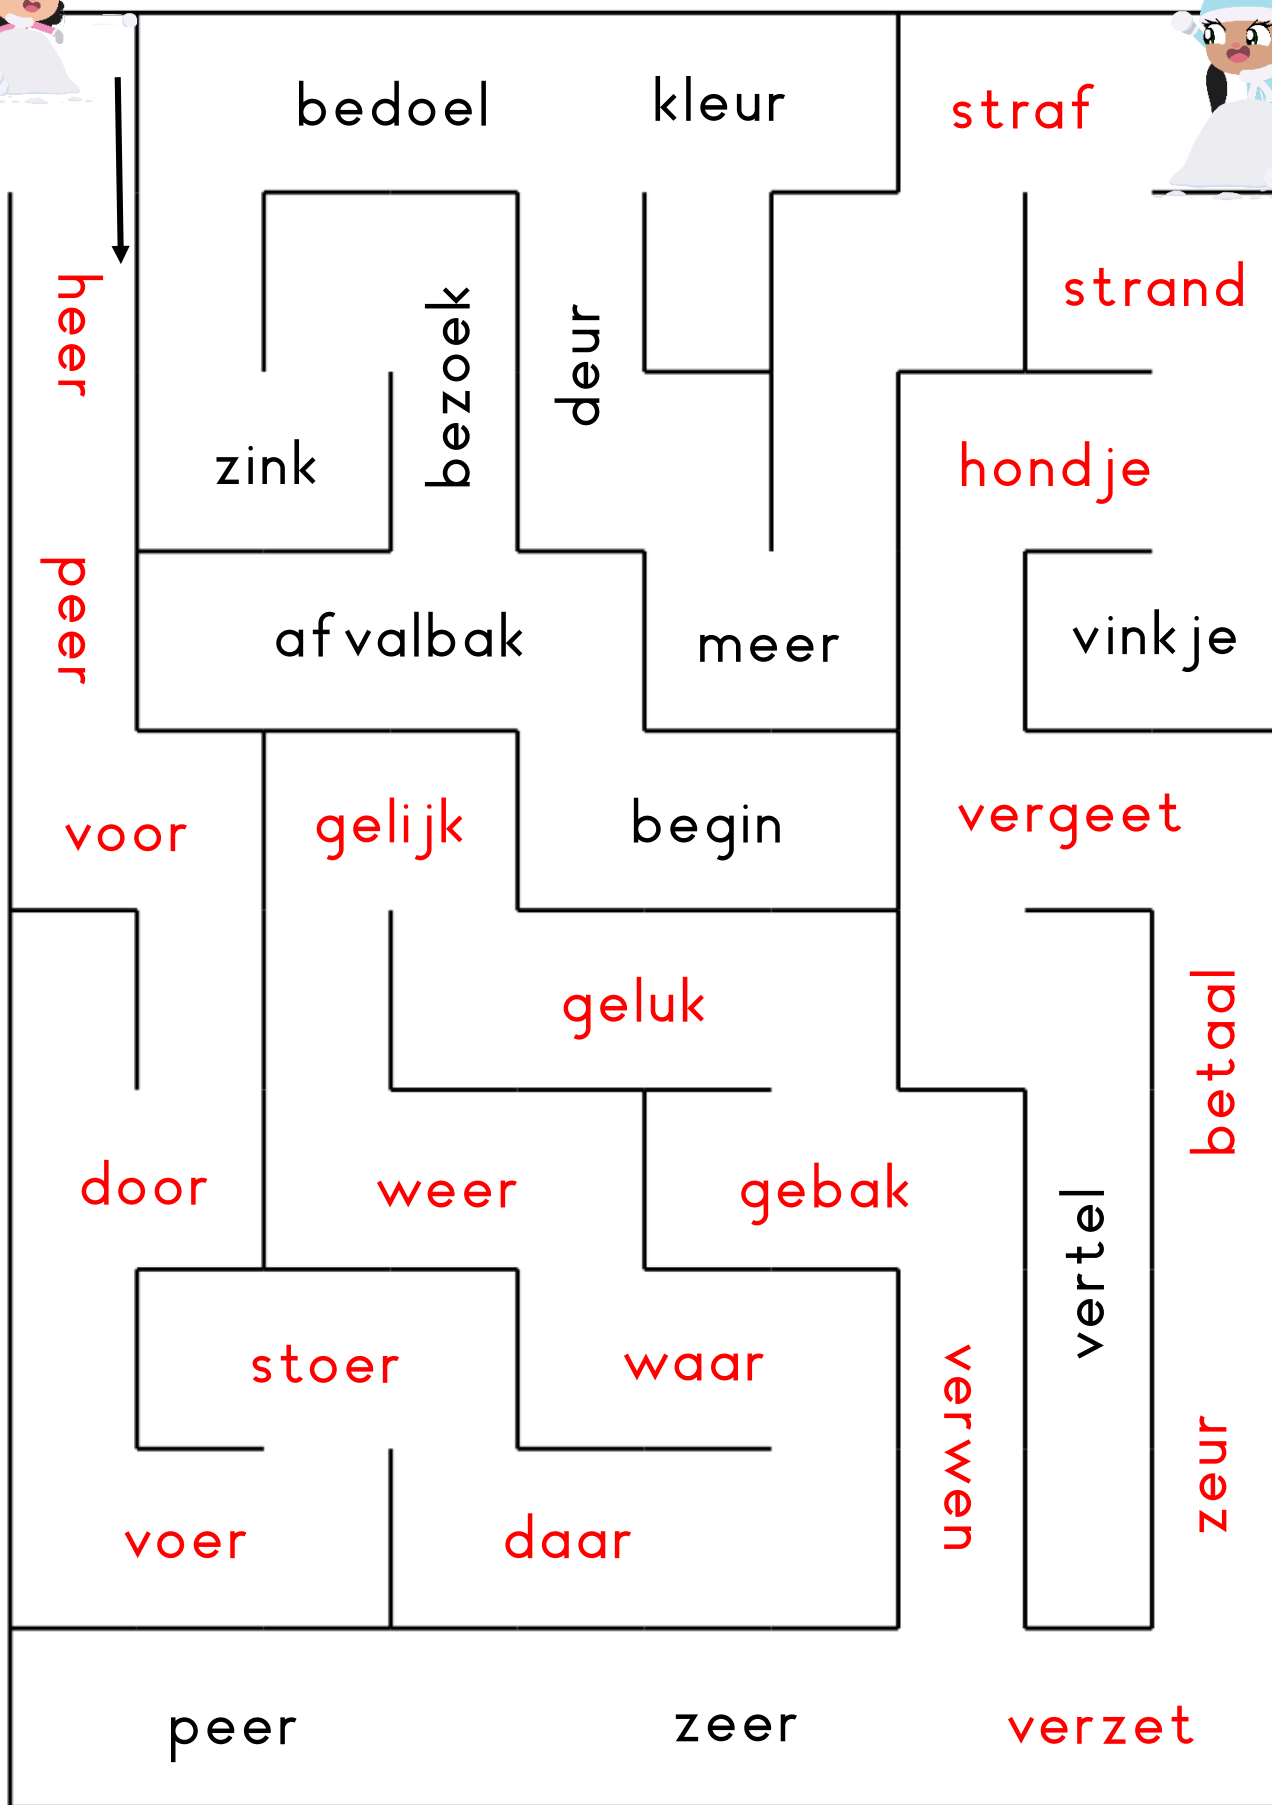 bedoel
kleur
straf
heer
bezoek
deur
strand
zink
hondje
peer
afvalbak
meer
vinkje
voor
gelijk
begin
vergeet
geluk
betaal
door
weer
gebak
vertel
stoer
waar
verwen
zeur
voer
daar
peer
zeer
verzet